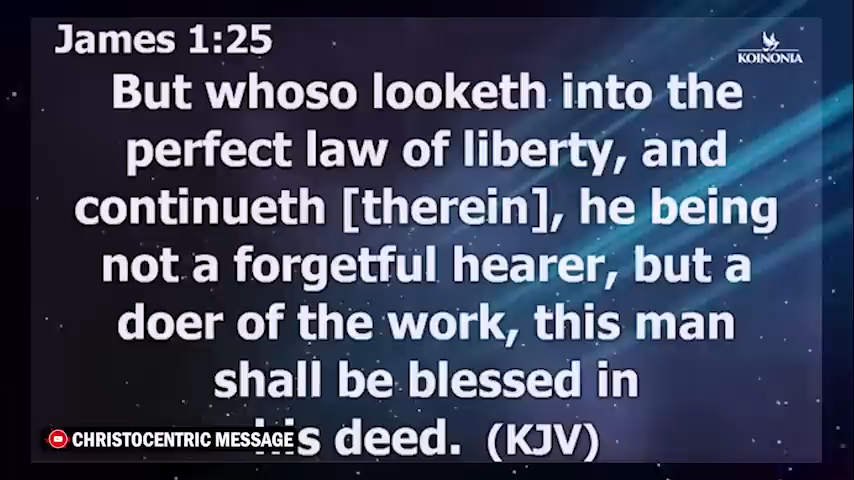 James 1:25
KOINONIA
But whoso looketh into the
perfect law of liberty, and
continueth [therein], he being
not a forgetful hearer, but a
doer of the work, this man
shall be blessed in
his deed. (KJV)
CHRISTOCENTRIC MESSAGE